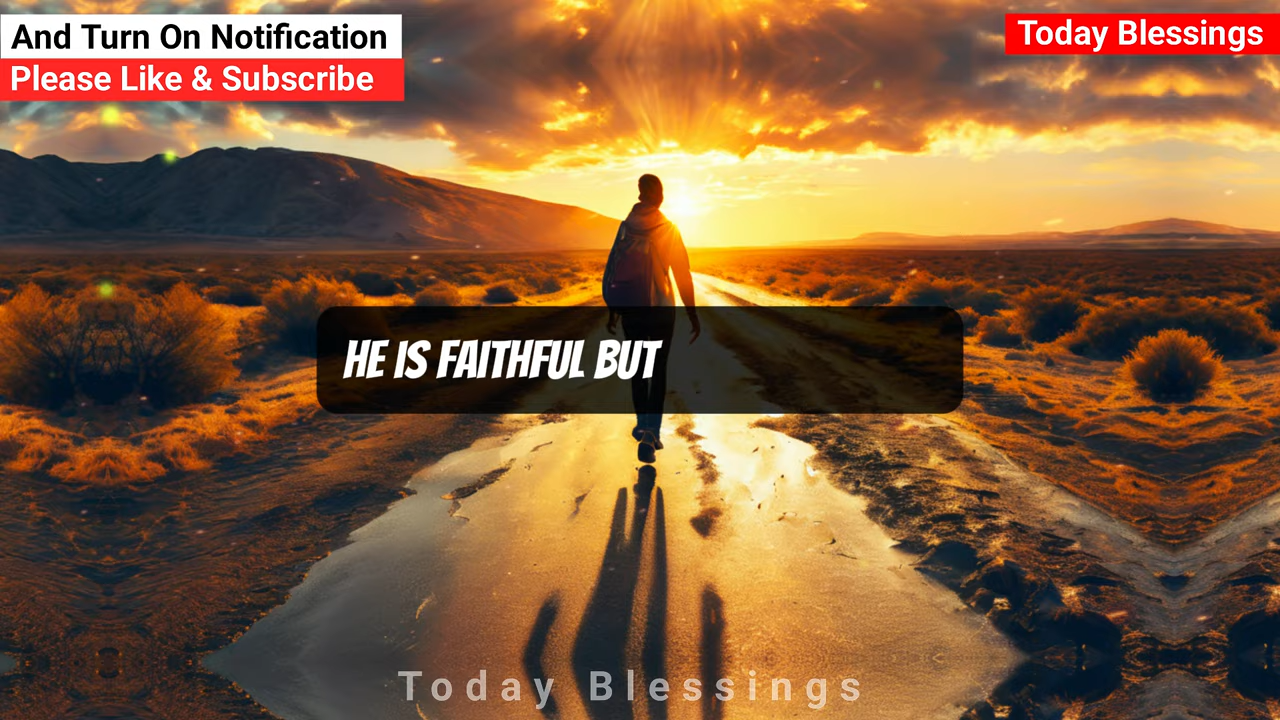 And Turn On Notification
Please Like & Subscribe
Today Blessings
HE IS FAITHFUL BUT
Today Blessings